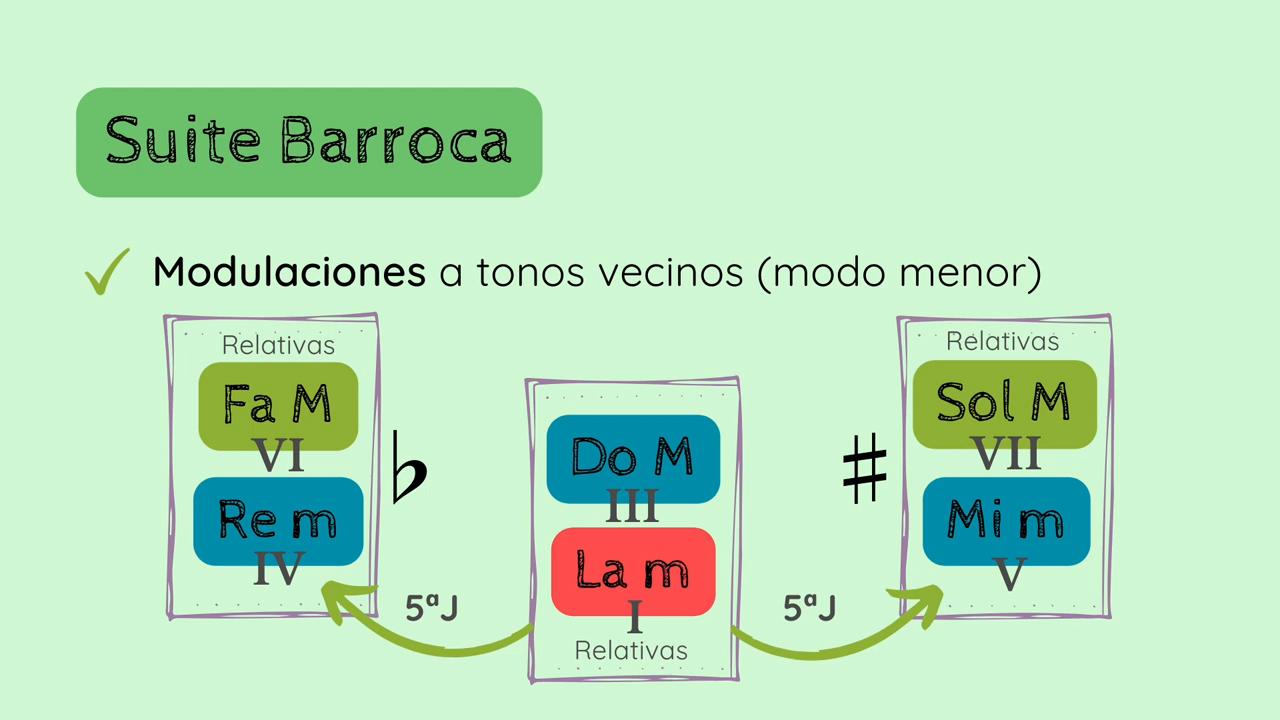 Suite Barroca
Modulaciones a tonos vecinos (modo menor)
Relativas
Fa M
VI
Re m
IV
♭
5ªJ
Do M
III
La m
I
Relativas
5ªJ
♯
Relativas
Sol M
VII
Mi m
V